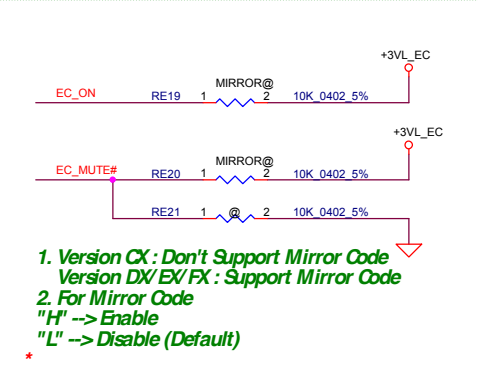 +3VL_EC
MIRROR@
EC_ON RE19 1 2 10K_0402_5%
+3VL_EC
MIRROR@
EC_MUTE# RE20 1 2 10K_0402_5%
RE21 1 @ 2 10K_0402_5%
1. Version CX : Don't Support Mirror Code
Version DX/EX/FX : Support Mirror Code
2. For Mirror Code
"H" --> Enable
"L" --> Disable (Default)
*